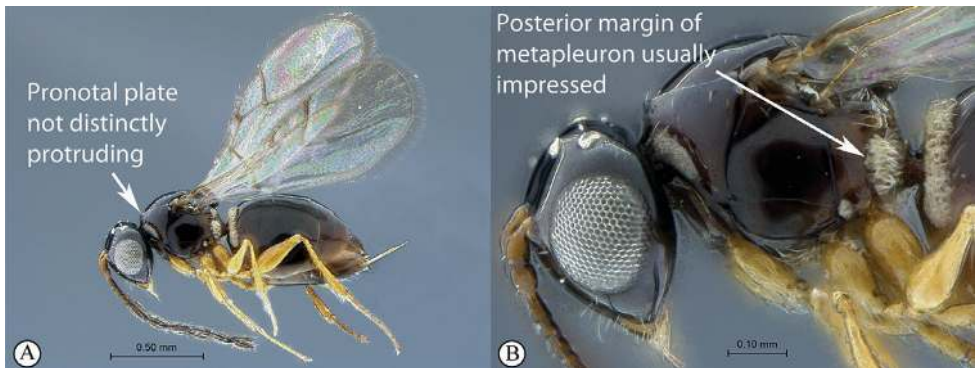 Pronotal plate
not distinctly
protruding
A
0.50 mm
Posterior margin of
metapleuron usually
impressed
B
0.10 mm